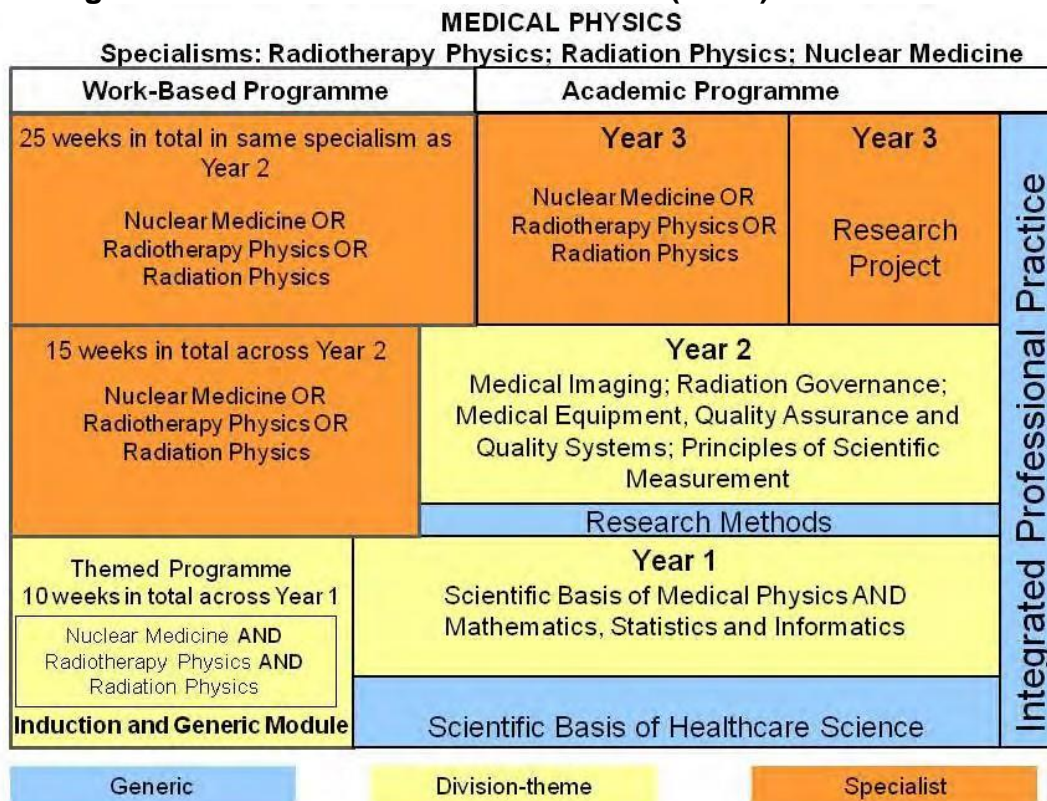 MEDICAL PHYSICS
Specialisms: Radiotherapy Physics; Radiation Physics; Nuclear Medicine
Work-Based Programme
Academic Programme
25 weeks in total in same specialism as
Year 2
Nuclear Medicine OR
Radiotherapy Physics OR
Radiation Physics
Year 3
Nuclear Medicine OR
Radiotherapy Physics OR
Radiation Physics
Year 3
Research
Project
15 weeks in total across Year 2
Nuclear Medicine OR
Radiotherapy Physics OR
Radiation Physics
Year 2
Medical Imaging; Radiation Governance;
Medical Equipment, Quality Assurance and
Quality Systems; Principles of Scientific
Measurement
Research Methods
Themed Programme
10 weeks in total across Year 1
Nuclear Medicine AND
Radiotherapy Physics AND
Radiation Physics
Induction and Generic Module
Year 1
Scientific Basis of Medical Physics AND
Mathematics, Statistics and Informatics
Scientific Basis of Healthcare Science
Integrated Professional Practice
Generic
Division-theme
Specialist